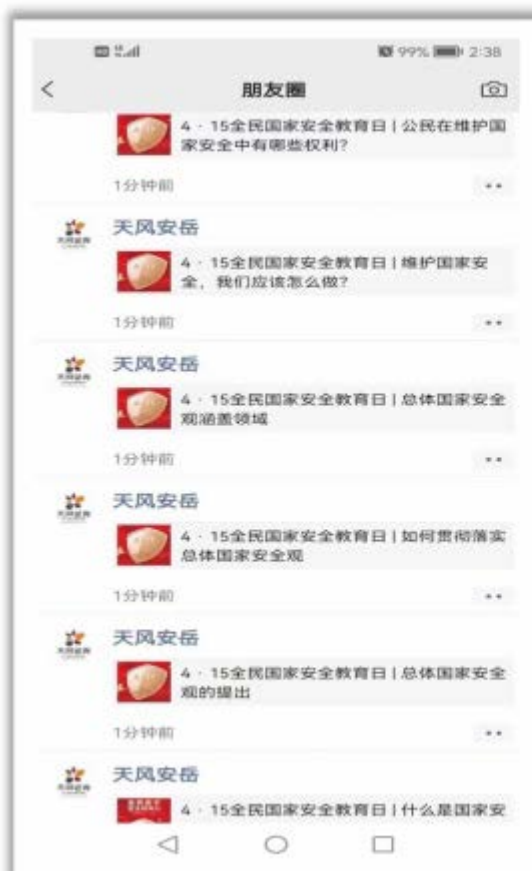 99% 2:38
朋友圈
4·15全民国家安全教育日|公民在维护国
家安全中有哪些权利?
1分钟前
天风安岳
4·15全民国家安全教育日|维护国家安
全,我们应该怎么做?
1分钟前
天风安岳
4·15全民国家安全教育日|总体国家安全
观涵盖领域
1分钟前
天风安岳
4·15全民国家安全教育日|如何贯彻落实
总体国家安全观
1分钟前
天风安岳
4·15全民国家安全教育日|总体国家安全
观的提出
1分钟前
天风安岳
4·15全民国家安全教育日|什么是国家安